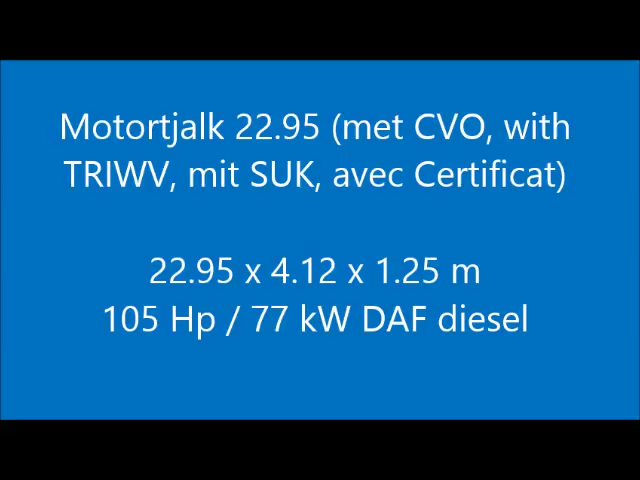 Motortjalk 22.95 (met CVO, with
TRIWV, mit SUK, avec Certificat)
22.95 x 4.12 x 1.25 m
105 Hp / 77 kW DAF diesel